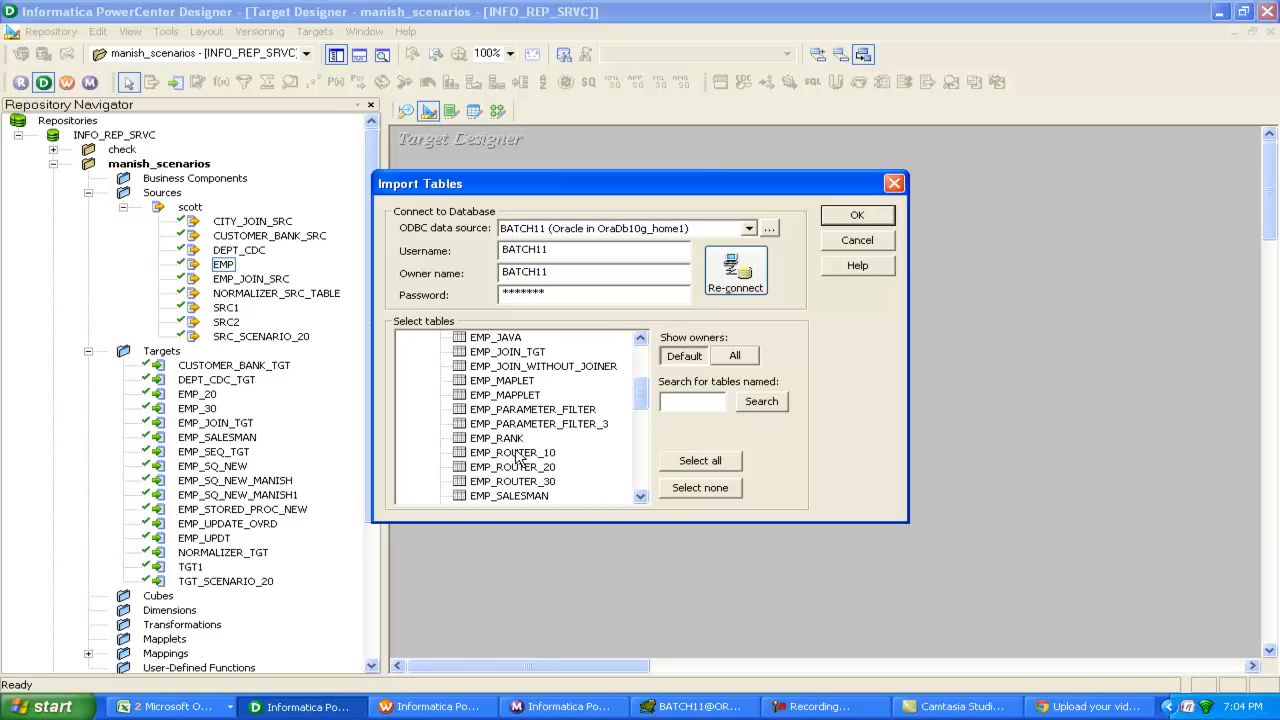 Informatica PowerCenter Designer - [Target Designer - manish_scenarios - [INFO_REP_SRVC]]
Repository Edit View Tools Layout Versioning Targets Window Help
manish_scenarios - [INFO_REP_SRVC]
100%
Repository Navigator
Repositories
INFO_REP_SRVC
check
manish_scenarios
Business Components
Sources
scott
CITY_JOIN_SRC
CUSTOMER_BANK_SRC
DEPT_CDC
EMP
EMP_JOIN_SRC
NORMALIZER_SRC_TABLE
SRC1
SRC2
SRC_SCENARIO_20
Targets
CUSTOMER_BANK_TGT
DEPT_CDC_TGT
EMP_20
EMP_30
EMP_JOIN_TGT
EMP_SALESMAN
EMP_SEQ_TGT
EMP_SQ_NEW
EMP_SQ_NEW_MANISH
EMP_SQ_NEW_MANISH1
EMP_STORED_PROC_NEW
EMP_UPDATE_OVRD
EMP_UPDT
NORMALIZER_TGT
TGT1
TGT_SCENARIO_20
Cubes
Dimensions
Transformations
Mapplets
Mappings
User-Defined Functions
Target Designer
Import Tables
Connect to Database
ODBC data source: BATCH11 (Oracle in OraDb10g_home1) ...
Username: BATCH11
Owner name: BATCH11
Password: *******
Re-connect
OK
Cancel
Help
Select tables
EMP_JAVA
EMP_JOIN_TGT
EMP_JOIN_WITHOUT_JOINER
EMP_MAPLET
EMP_MAPPLET
EMP_PARAMETER_FILTER
EMP_PARAMETER_FILTER_3
EMP_RANK
EMP_ROUTER_10
EMP_ROUTER_20
EMP_ROUTER_30
EMP_SALESMAN
Show owners:
Default All
Search for tables named:
Search
Select all
Select none
Ready
start
2 Microsoft O...
Informatica Po...
Informatica Po...
Informatica Po...
BATCH11@OR...
Recording...
Camtasia Studi...
Upload your vid...
7:04 PM